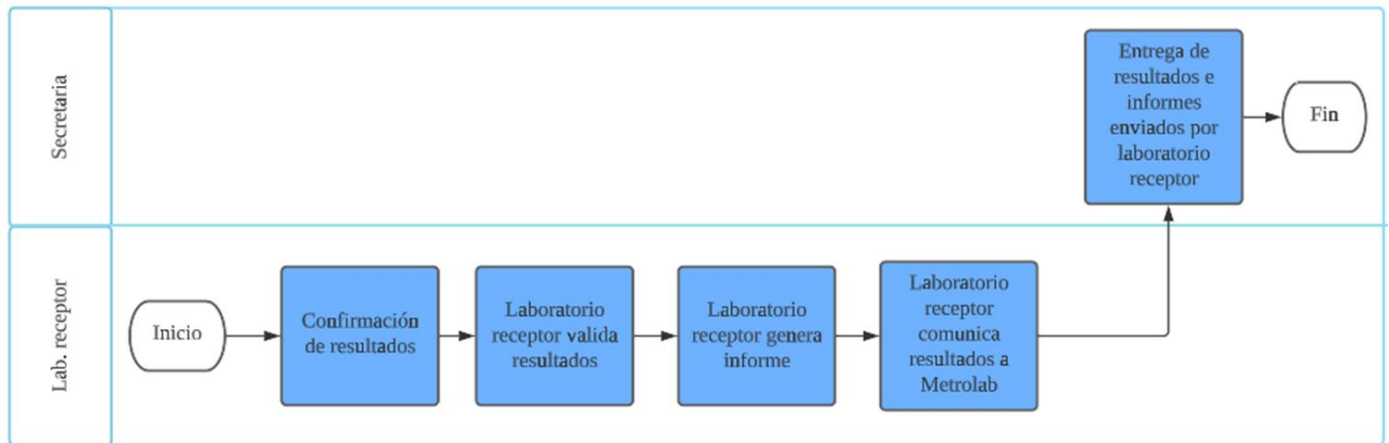 Secretaria
Entrega de
resultados e
informes
enviados por
laboratorio
receptor
Fin
Lab. receptor
Inicio
Confirmación
de resultados
Laboratorio
receptor valida
resultados
Laboratorio
receptor genera
informe
Laboratorio
receptor
comunica
resultados a
Metrolab